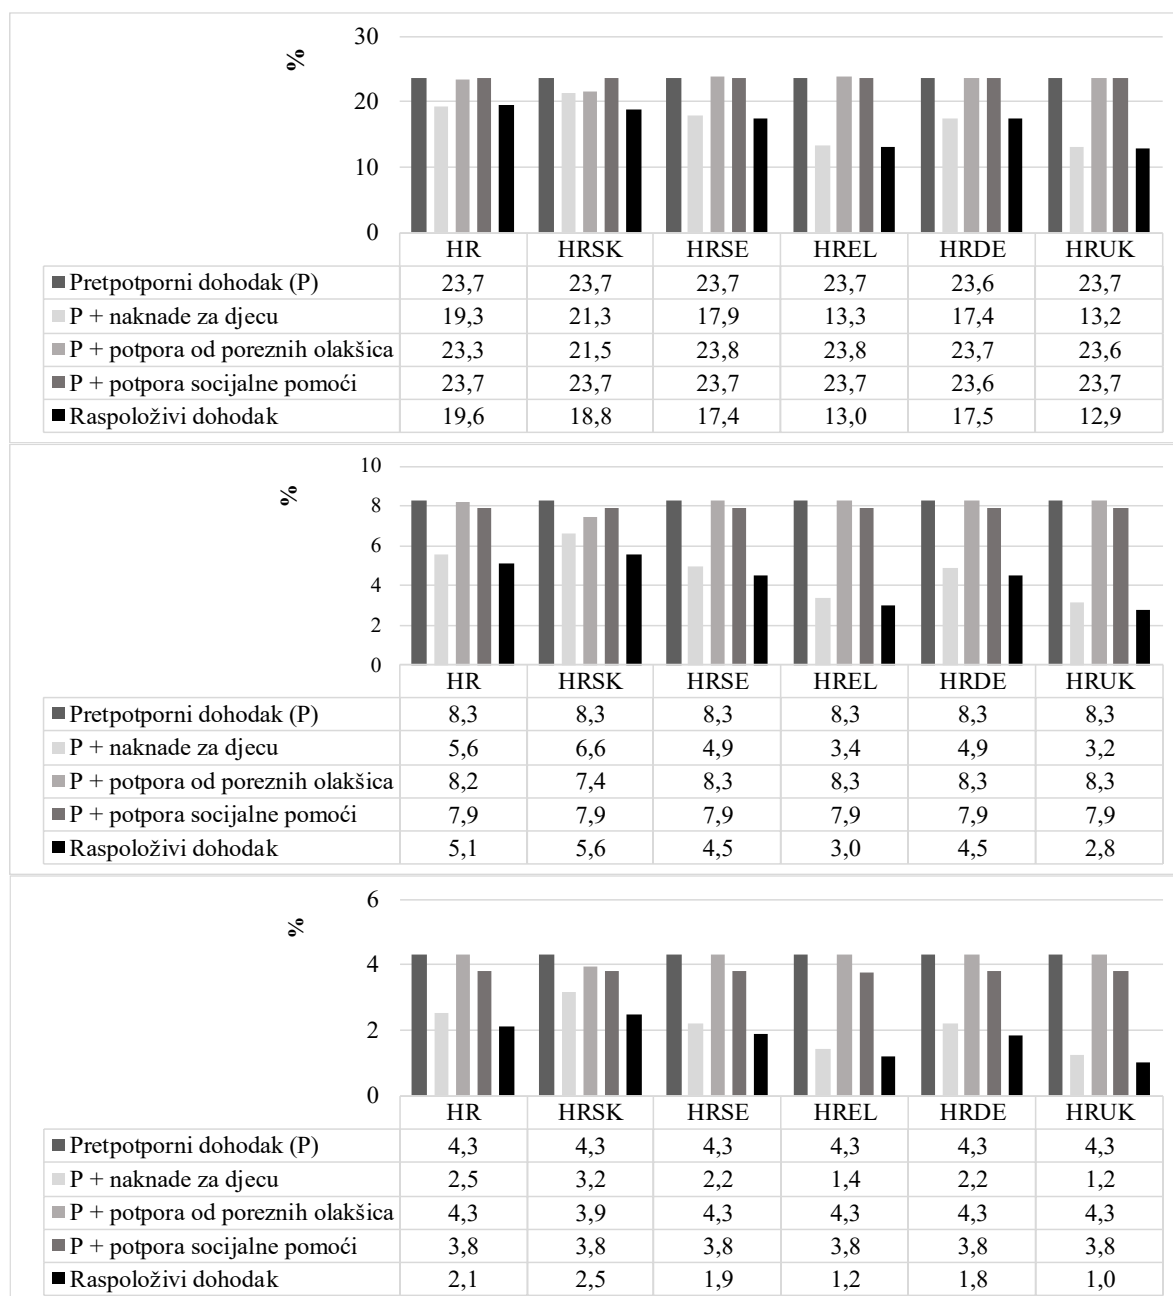 %
30
20
10
0
HR HRSK HRSE HREL HRDE HRUK
Pretpotporni dohodak (P) 23,7 23,7 23,7 23,7 23,6 23,7
P + naknade za djecu 19,3 21,3 17,9 13,3 17,4 13,2
P + potpora od poreznih olakšica 23,3 21,5 23,8 23,8 23,7 23,6
P + potpora socijalne pomoći 23,7 23,7 23,7 23,7 23,6 23,7
Raspoloživi dohodak 19,6 18,8 17,4 13,0 17,5 12,9
%
10
8
6
4
2
0
HR HRSK HRSE HREL HRDE HRUK
Pretpotporni dohodak (P) 8,3 8,3 8,3 8,3 8,3 8,3
P + naknade za djecu 5,6 6,6 4,9 3,4 4,9 3,2
P + potpora od poreznih olakšica 8,2 7,4 8,3 8,3 8,3 8,3
P + potpora socijalne pomoći 7,9 7,9 7,9 7,9 7,9 7,9
Raspoloživi dohodak 5,1 5,6 4,5 3,0 4,5 2,8
%
6
4
2
0
HR HRSK HRSE HREL HRDE HRUK
Pretpotporni dohodak (P) 4,3 4,3 4,3 4,3 4,3 4,3
P + naknade za djecu 2,5 3,2 2,2 1,4 2,2 1,2
P + potpora od poreznih olakšica 4,3 3,9 4,3 4,3 4,3 4,3
P + potpora socijalne pomoći 3,8 3,8 3,8 3,8 3,8 3,8
Raspoloživi dohodak 2,1 2,5 1,9 1,2 1,8 1,0